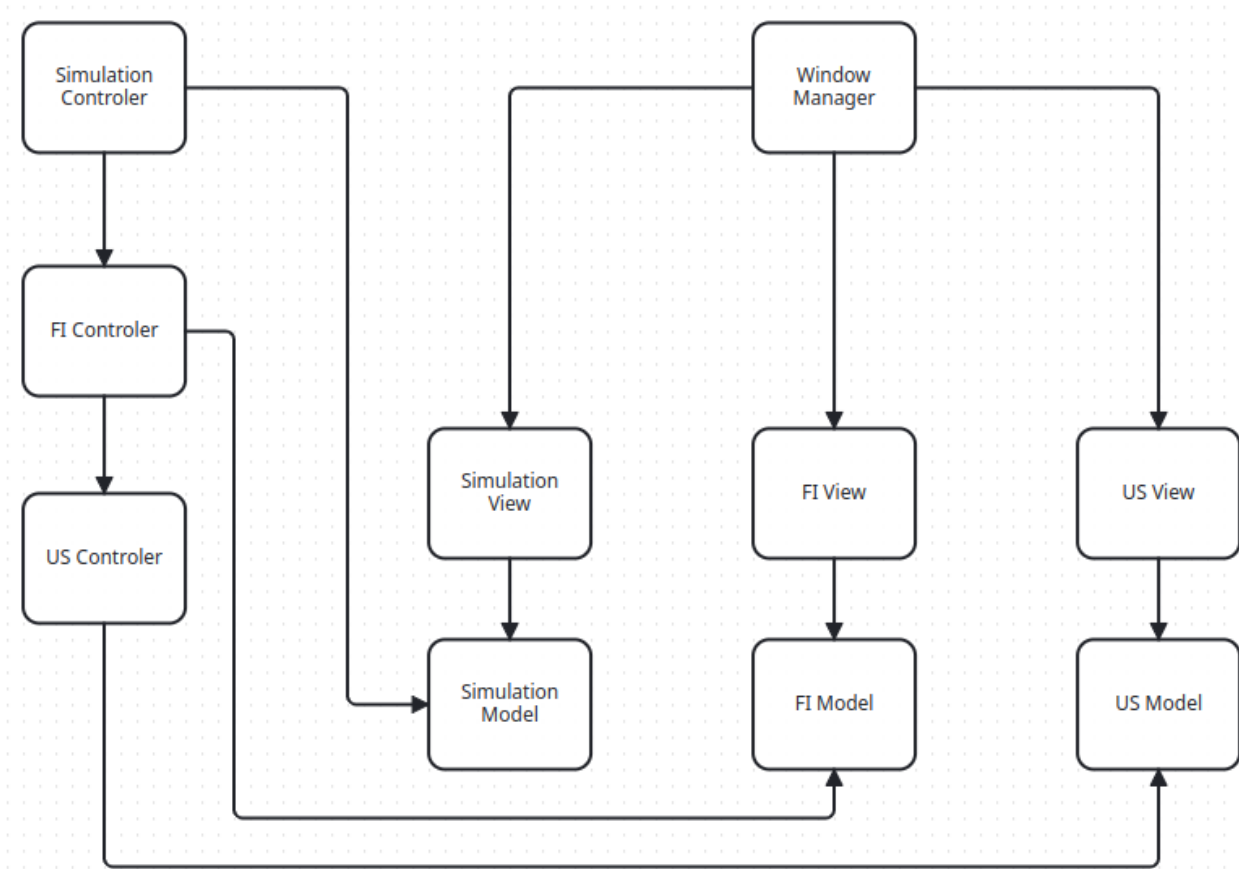 Simulation
Controler
Window
Manager
FI Controler
Simulation
View
FI View
US View
US Controler
Simulation
Model
FI Model
US Model